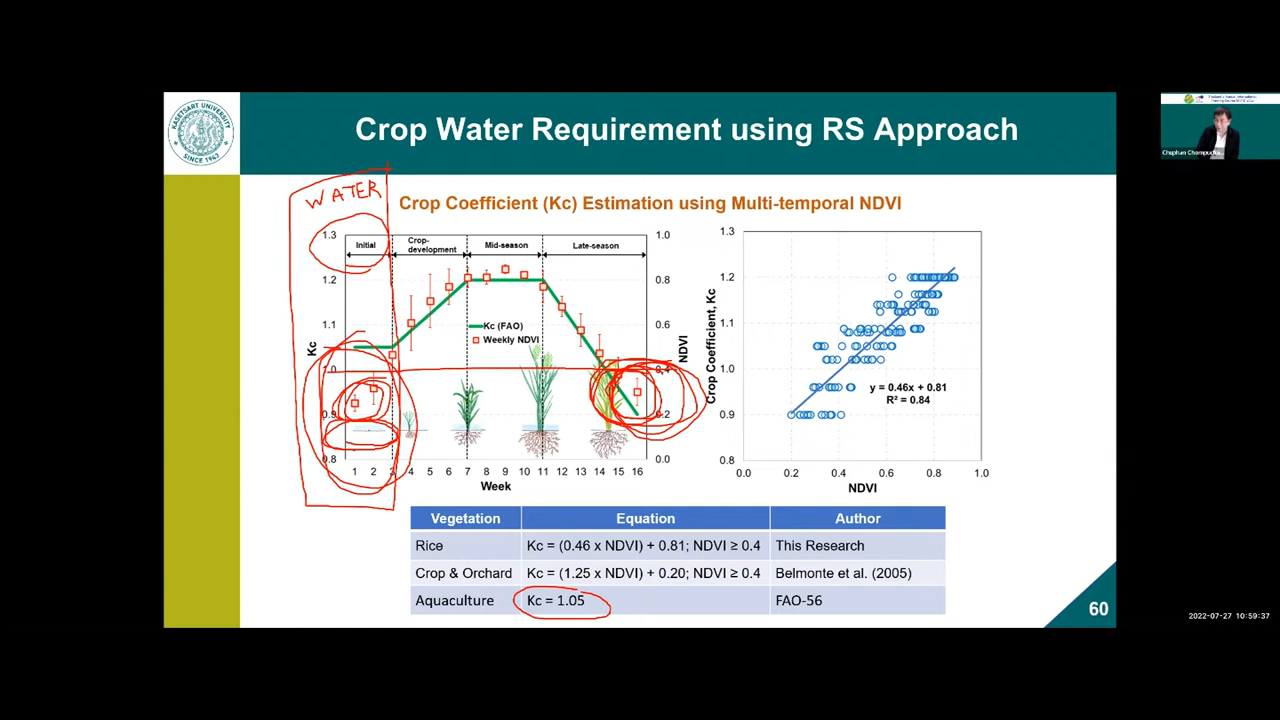 KASETSART UNIVERSITY
SINCE 1943
Crop Water Requirement using RS Approach
Chuphan Chompuchan
WATER
Crop Coefficient (Kc) Estimation using Multi-temporal NDVI
1.3
1.2
1.1
1.0
0.9
0.8
Kc
Initial
Crop-
development
Mid-season
Late-season
Kc (FAO)
Weekly NDVI
1.0
0.8
0.6
0.4
0.2
0.0
NDVI
1 2 3 4 5 6 7 8 9 10 11 12 13 14 15 16
Week
1.3
1.2
1.1
1.0
0.9
0.8
Crop Coefficient, Kc
y = 0.46x + 0.81
R² = 0.84
0.0 0.2 0.4 0.6 0.8 1.0
NDVI
Vegetation Equation Author
Rice Kc = (0.46 x NDVI) + 0.81; NDVI ≥ 0.4 This Research
Crop & Orchard Kc = (1.25 x NDVI) + 0.20; NDVI ≥ 0.4 Belmonte et al. (2005)
Aquaculture Kc = 1.05 FAO-56
60
2022-07-27 10:59:37